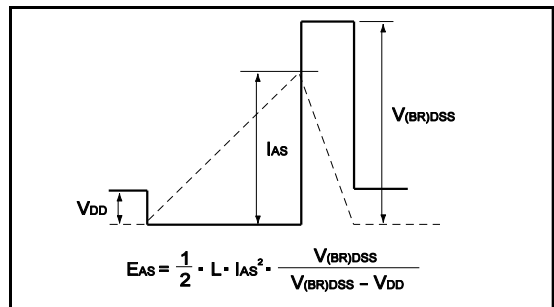 V(BR)DSS
IAS
VDD
EAS = 1/2 · L · IAS² · V(BR)DSS / (V(BR)DSS – VDD)